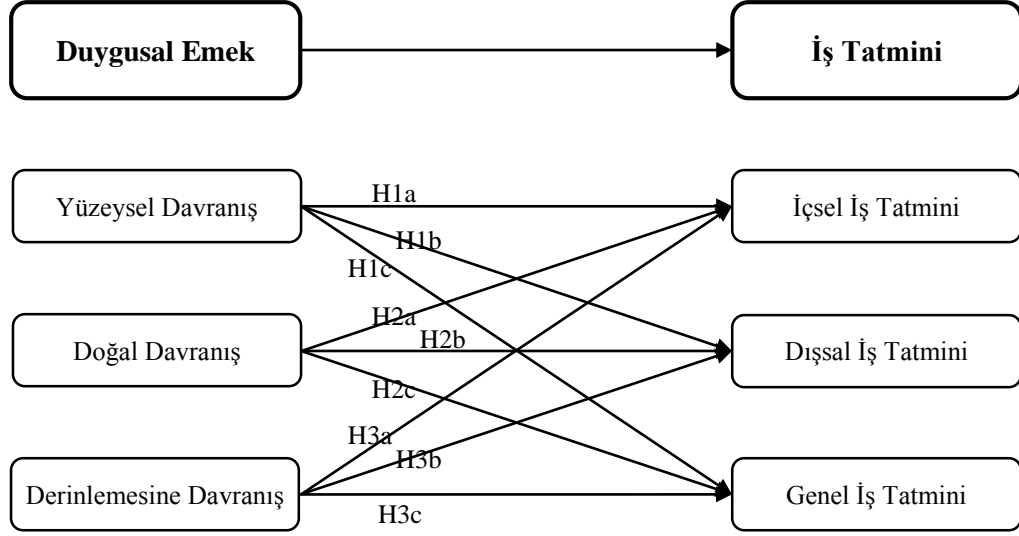 Duygusal Emek
İş Tatmini
Yüzeysel Davranış
H1a
İçsel İş Tatmini
H1b
H1c
H2a
Doğal Davranış
H2b
Dışsal İş Tatmini
H2c
H3a
H3b
Derinlemesine Davranış
Genel İş Tatmini
H3c